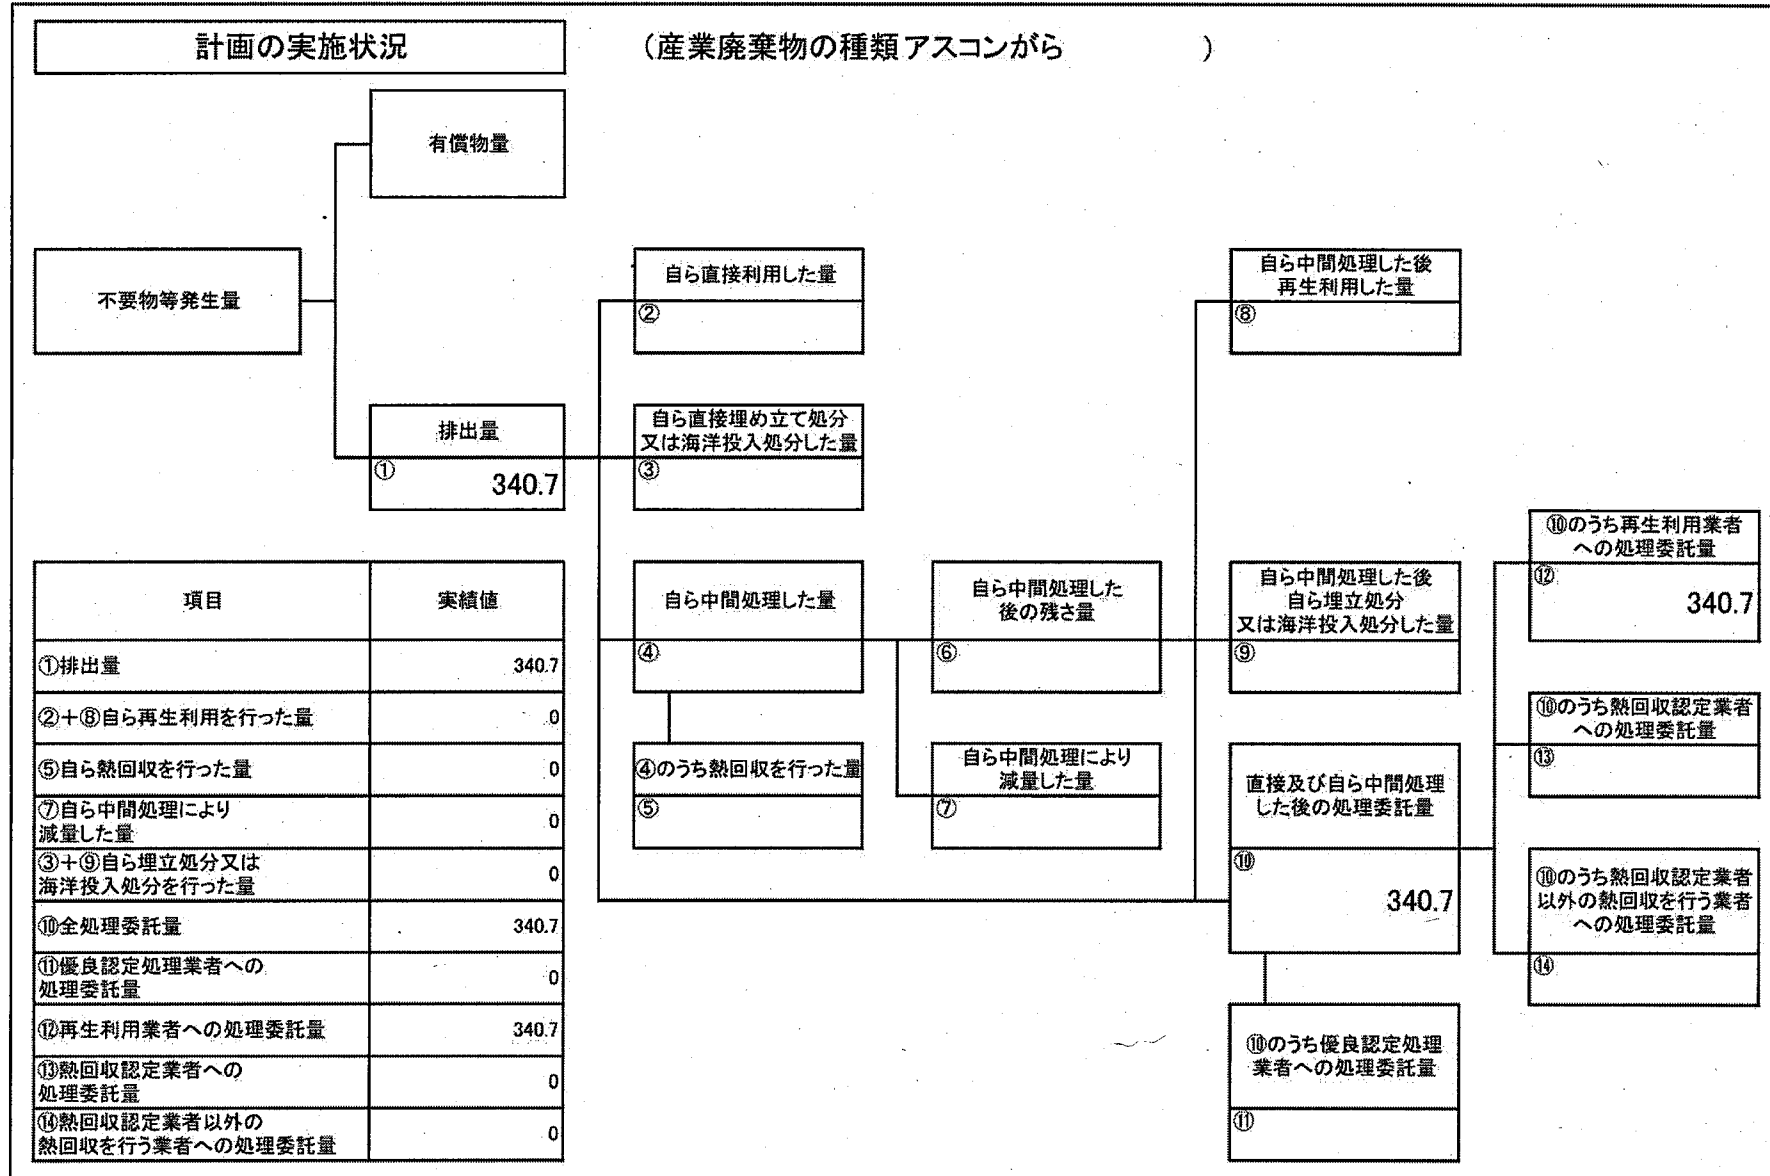 計画の実施状況
（産業廃棄物の種類 アスコンがら　　　　）
有償物量
不要物等発生量
排出量
①
340.7
自ら直接利用した量
②
自ら直接埋め立て処分
又は海洋投入処分した量
③
自ら中間処理した量
④
④のうち熱回収を行った量
⑤
自ら中間処理した
後の残さ量
⑥
自ら中間処理により
減量した量
⑦
自ら中間処理した後
再生利用した量
⑧
自ら中間処理した後
自ら埋立処分
又は海洋投入処分した量
⑨
直接及び自ら中間処理
した後の処理委託量
⑩
340.7
⑩のうち優良認定処理
業者への処理委託量
⑪
⑩のうち再生利用業者
への処理委託量
⑫
340.7
⑩のうち熱回収認定業者
への処理委託量
⑬
⑩のうち熱回収認定業者
以外の熱回収を行う業者
への処理委託量
⑭
項目 実績値
①排出量 340.7
②＋⑧自ら再生利用を行った量 0
⑤自ら熱回収を行った量 0
⑦自ら中間処理により
減量した量 0
③＋⑨自ら埋立処分又は
海洋投入処分を行った量 0
⑩全処理委託量 340.7
⑪優良認定処理業者への
処理委託量 0
⑫再生利用業者への処理委託量 340.7
⑬熱回収認定業者への
処理委託量 0
⑭熱回収認定業者以外の
熱回収を行う業者への処理委託量 0